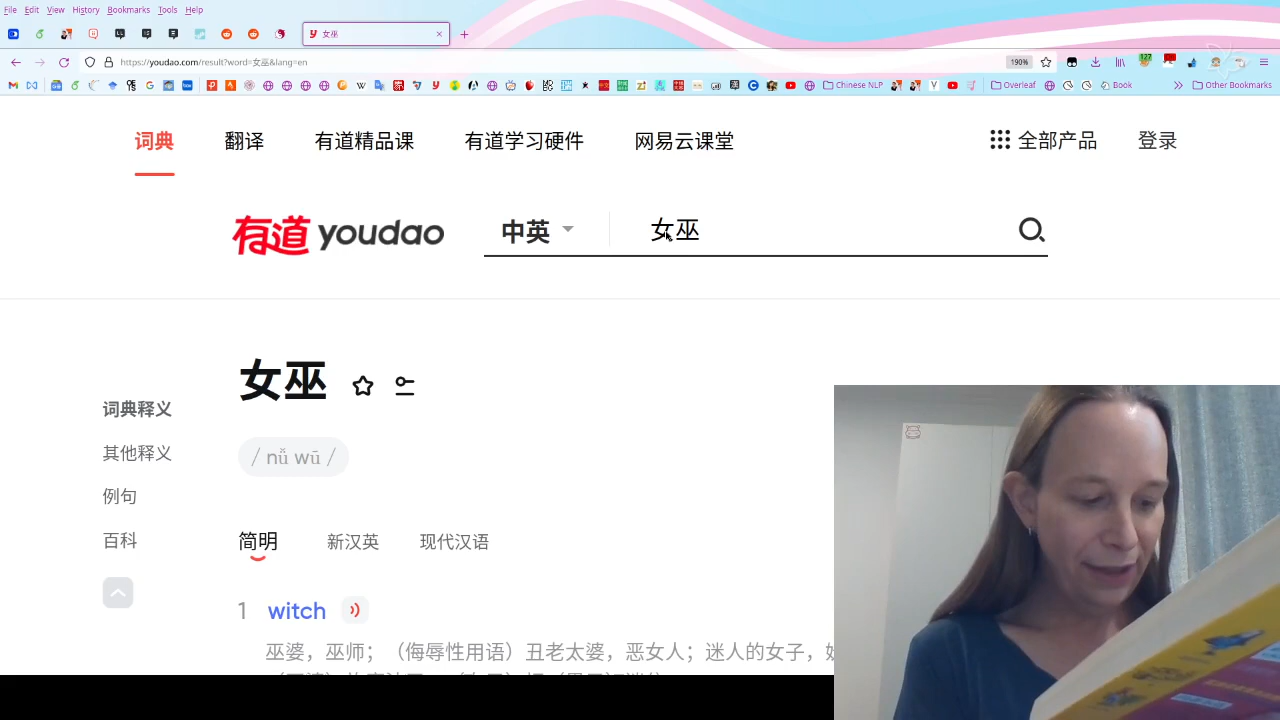 File Edit View History Bookmarks Tools Help
女巫
https://youdao.com/result?word=女巫&lang=en
190%
127
Chinese NLP
Overleaf
Book
Other Bookmarks
词典 翻译 有道精品课 有道学习硬件 网易云课堂 全部产品 登录
有道 youdao 中英 女巫
女巫
词典释义
其他释义
/ nǚ wū /
例句
百科
简明 新汉英 现代汉语
1 witch
巫婆，巫师；（侮辱性用语）丑老太婆，恶女人；迷人的女子，